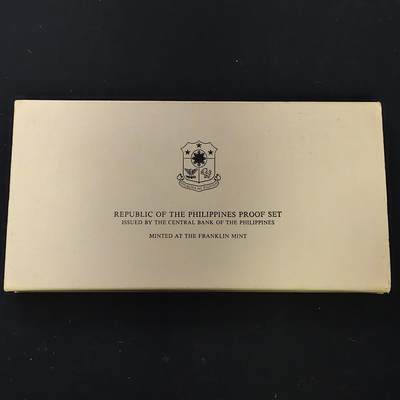 REPUBLIC OF THE PHILIPPINES PROOF SET
ISSUED BY THE CENTRAL BANK OF THE PHILIPPINES
MINTED AT THE FRANKLIN MINT